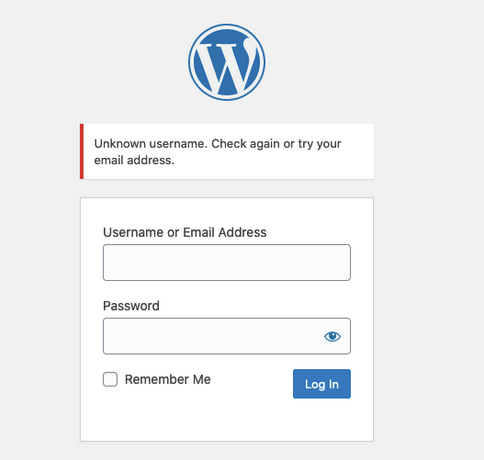 Unknown username. Check again or try your
email address.
Username or Email Address
Password
Remember Me
Log In